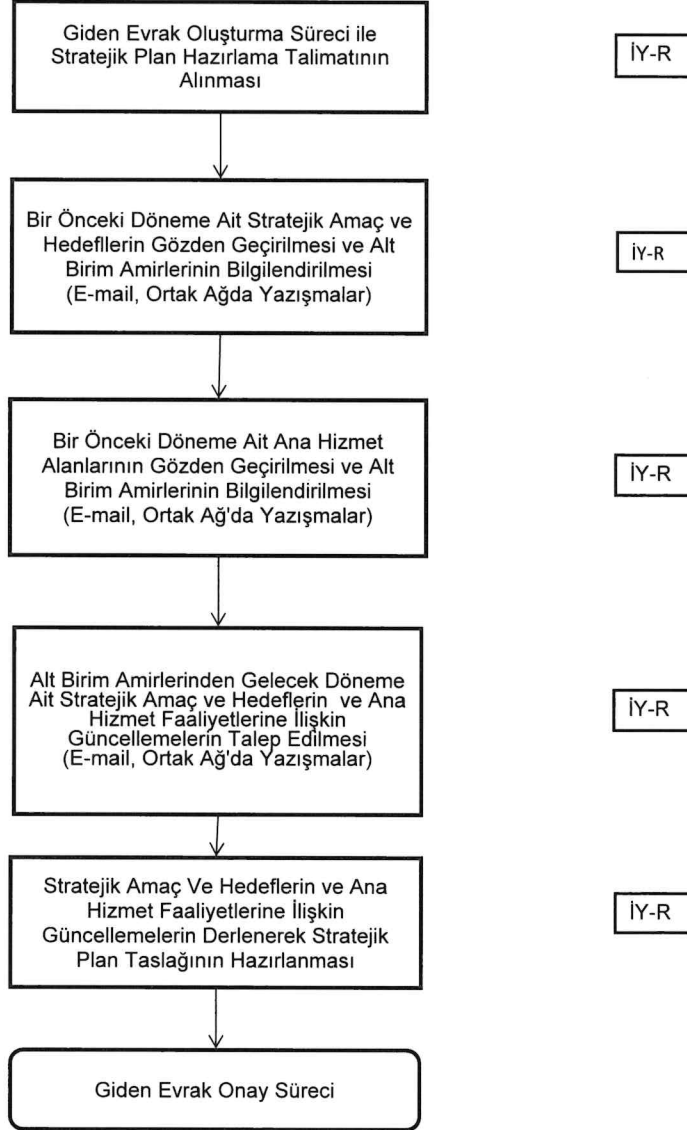 Giden Evrak Oluşturma Süreci ile
Stratejik Plan Hazırlama Talimatının
Alınması
İY-R
Bir Önceki Döneme Ait Stratejik Amaç ve
Hedefllerin Gözden Geçirilmesi ve Alt
Birim Amirlerinin Bilgilendirilmesi
(E-mail, Ortak Ağda Yazışmalar)
İY-R
Bir Önceki Döneme Ait Ana Hizmet
Alanlarının Gözden Geçirilmesi ve Alt
Birim Amirlerinin Bilgilendirilmesi
(E-mail, Ortak Ağ'da Yazışmalar)
İY-R
Alt Birim Amirlerinden Gelecek Döneme
Ait Stratejik Amaç ve Hedeflerin ve Ana
Hizmet Faaliyetlerine İlişkin
Güncellemelerin Talep Edilmesi
(E-mail, Ortak Ağ'da Yazışmalar)
İY-R
Stratejik Amaç Ve Hedeflerin ve Ana
Hizmet Faaliyetlerine İlişkin
Güncellemelerin Derlenerek Stratejik
Plan Taslağının Hazırlanması
İY-R
Giden Evrak Onay Süreci